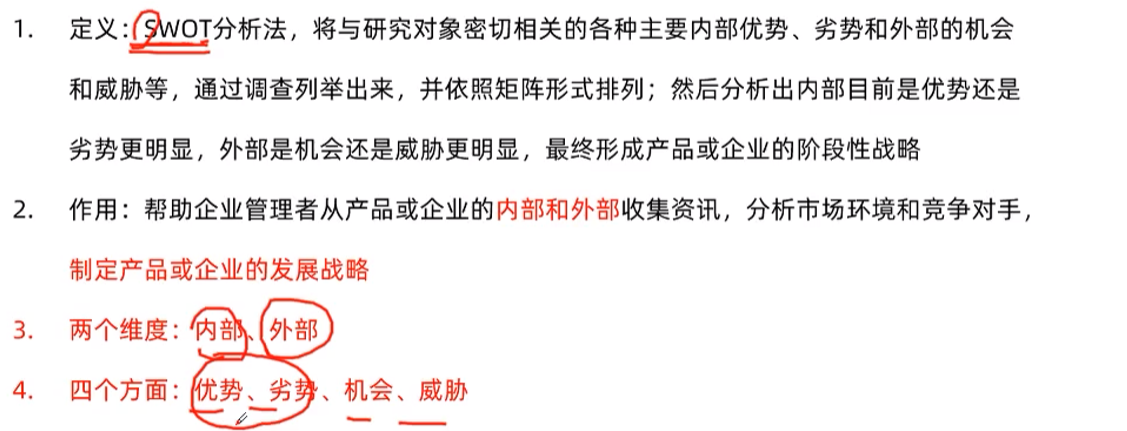 1. 定义：SWOT分析法，将与研究对象密切相关的各种主要内部优势、劣势和外部的机会
和威胁等，通过调查列举出来，并依照矩阵形式排列；然后分析出内部目前是优势还是
劣势更明显，外部是机会还是威胁更明显，最终形成产品或企业的阶段性战略
2. 作用：帮助企业管理者从产品或企业的内部和外部收集资讯，分析市场环境和竞争对手，
制定产品或企业的发展战略
3. 两个维度：内部、外部
4. 四个方面：优势、劣势、机会、威胁